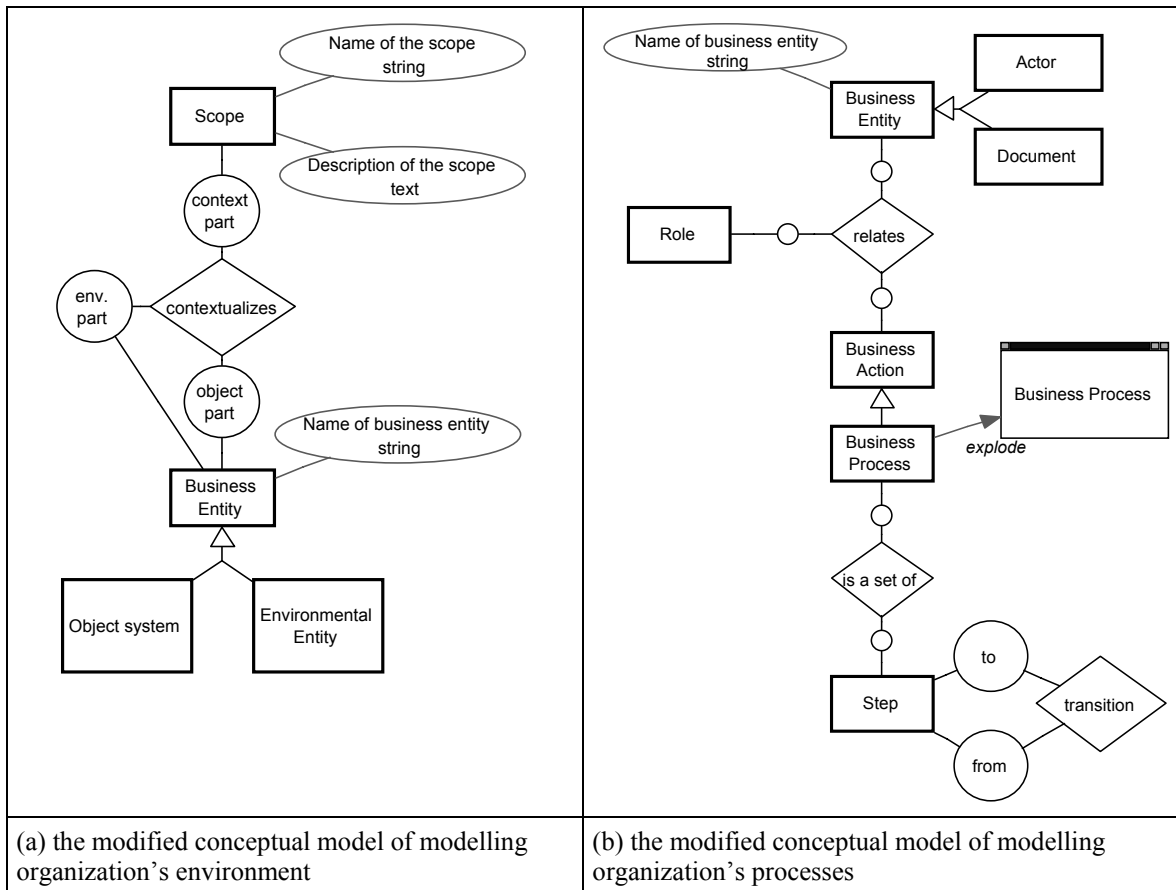 Name of the scope
string
Scope
Description of the scope
text
context
part
env.
part
contextualizes
object
part
Name of business entity
string
Business
Entity
Object system
Environmental
Entity
(a) the modified conceptual model of modelling
organization’s environment
Name of business entity
string
Actor
Business
Entity
Document
Role
relates
Business
Action
Business Process
Business
Process
explode
is a set of
to
Step
transition
from
(b) the modified conceptual model of modelling
organization’s processes